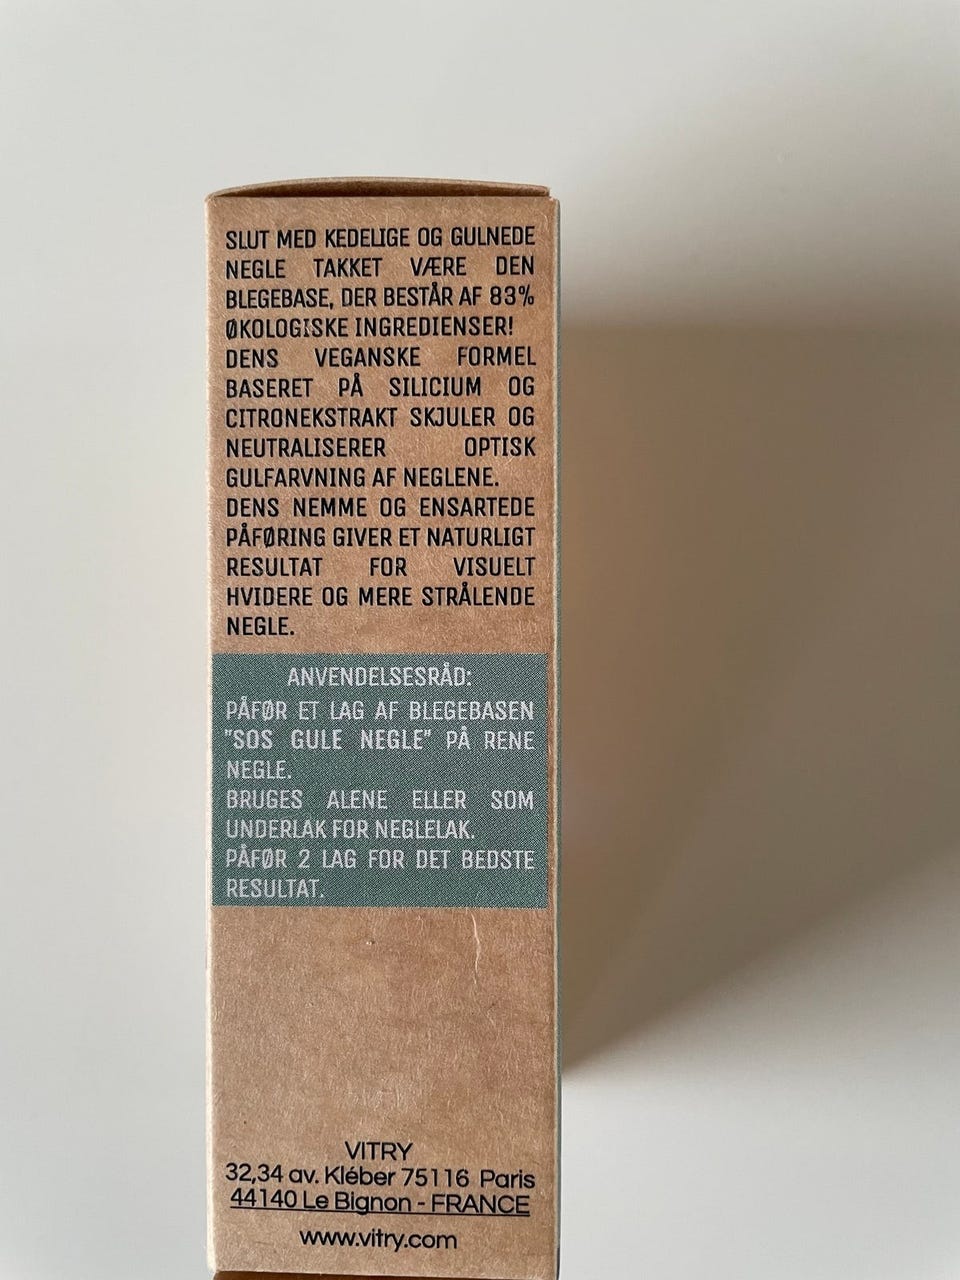 SLUT MED KEDELIGE OG GULNEDE
NEGLE TAKKET VÆRE DEN
BLEGEBASE, DER BESTÅR AF 83%
ØKOLOGISKE INGREDIENSER!
DENS VEGANSKE FORMEL
BASERET PÅ SILICIUM OG
CITRONEKSTRAKT SKJULER OG
NEUTRALISERER OPTISK
GULFARVNING AF NEGLENE.
DENS NEMME OG ENSARTEDE
PÅFØRING GIVER ET NATURLIGT
RESULTAT FOR VISUELT
HVIDERE OG MERE STRÅLENDE
NEGLE.
ANVENDELSESRÅD:
PÅFØR ET LAG AF BLEGEBASEN
"SOS GULE NEGLE" PÅ RENE
NEGLE.
BRUGES ALENE ELLER SOM
UNDERLAK FOR NEGLELAK.
PÅFØR 2 LAG FOR DET BEDSTE
RESULTAT.
VITRY
32,34 av. Kléber 75116 Paris
44140 Le Bignon - FRANCE
www.vitry.com